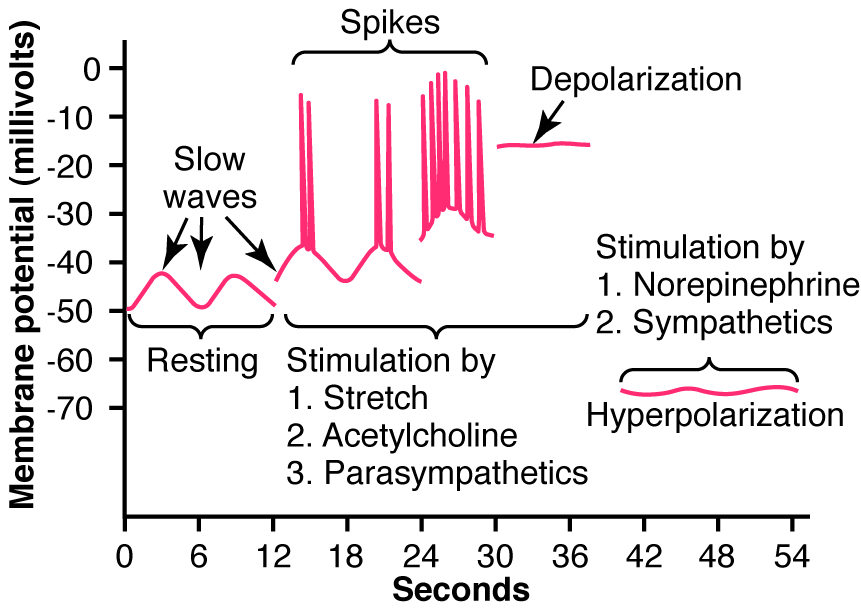 Spikes
Depolarization
Slow
waves
Stimulation by
1. Norepinephrine
2. Sympathetics
Resting
Stimulation by
1. Stretch
2. Acetylcholine
3. Parasympathetics
Hyperpolarization
Membrane potential (millivolts)
0
-10
-20
-30
-40
-50
-60
-70
0 6 12 18 24 30 36 42 48 54
Seconds